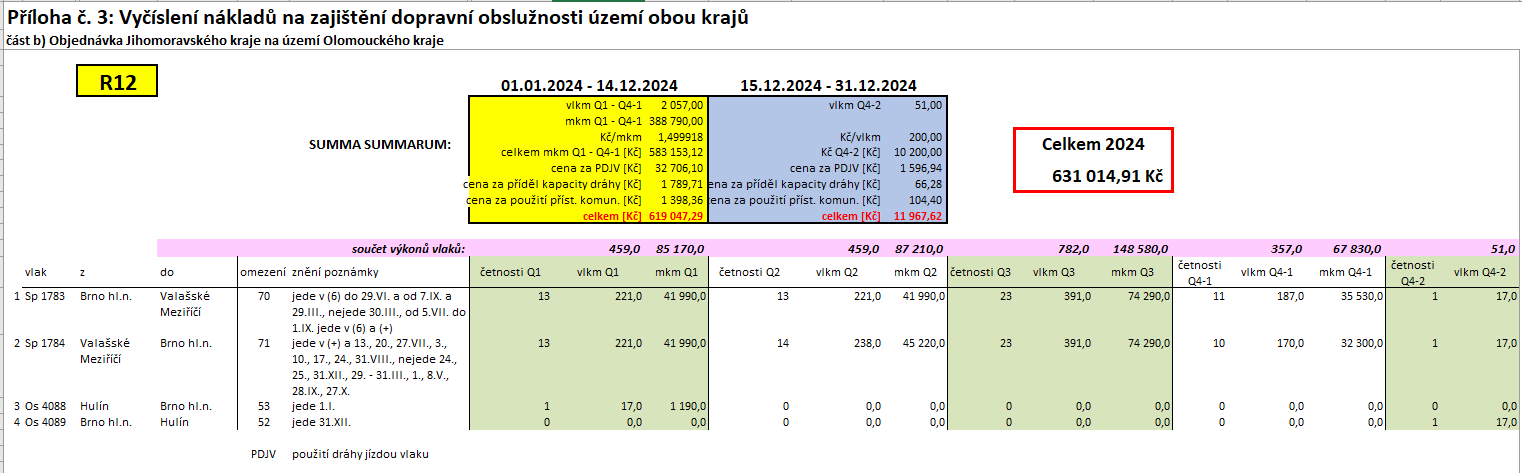 Příloha č. 3: Vyčíslení nákladů na zajištění dopravní obslužnosti území obou krajů
část b) Objednávka Jihomoravského kraje na území Olomouckého kraje
R12
01.01.2024 - 14.12.2024 15.12.2024 - 31.12.2024
vlkm Q1 - Q4-1 2 057,00 vlkm Q4-2 51,00
mkm Q1 - Q4-1 388 790,00
Kč/mkm 1,499918 Kč/vlkm 200,00
SUMMA SUMMARUM: celkem mkm Q1 - Q4-1 [Kč] 583 153,12 Kč Q4-2 [Kč] 10 200,00
cena za PDJV [Kč] 32 706,10 cena za PDJV [Kč] 1 596,94
cena za příděl kapacity dráhy [Kč] 1 789,71 ena za příděl kapacity dráhy [Kč] 66,28
cena za použití příst. komun. [Kč] 1 398,36 cena za použití příst. komun. [Kč] 104,40
celkem [Kč] 619 047,29 celkem [Kč] 11 967,62
Celkem 2024
631 014,91 Kč
součet výkonů vlaků: 459,0 85 170,0 459,0 87 210,0 782,0 148 580,0 357,0 67 830,0 51,0
vlak z do omezení znění poznámky četnosti Q1 vlkm Q1 mkm Q1 četnosti Q2 vlkm Q2 mkm Q2 četnosti Q3 vlkm Q3 mkm Q3 četnosti Q4-1 vlkm Q4-1 mkm Q4-1 četnosti Q4-2 vlkm Q4-2
1 Sp 1783 Brno hl.n. Valašské 70 jede v (6) do 29.VI. a od 7.IX. a 13 221,0 41 990,0 13 221,0 41 990,0 23 391,0 74 290,0 11 187,0 35 530,0 1 17,0
Meziříčí 29.III., nejede 30.III., od 5.VII. do
1.IX. jede v (6) a (+)
2 Sp 1784 Valašské Brno hl.n. 71 jede v (+) a 13., 20., 27.VII., 3., 13 221,0 41 990,0 14 238,0 45 220,0 23 391,0 74 290,0 10 170,0 32 300,0 1 17,0
Meziříčí 10., 17., 24., 31.VIII., nejede 24.,
25., 31.XII., 29. - 31.III., 1., 8.V.,
28.IX., 27.X.
3 Os 4088 Hulín Brno hl.n. 53 jede 1.I. 1 17,0 1 190,0 0 0,0 0,0 0 0,0 0,0 0 0,0 0,0 0 0,0
4 Os 4089 Brno hl.n. Hulín 52 jede 31.XII. 0 0,0 0,0 0 0,0 0,0 0 0,0 0,0 0 0,0 0,0 1 17,0
PDJV použití dráhy jízdou vlaku